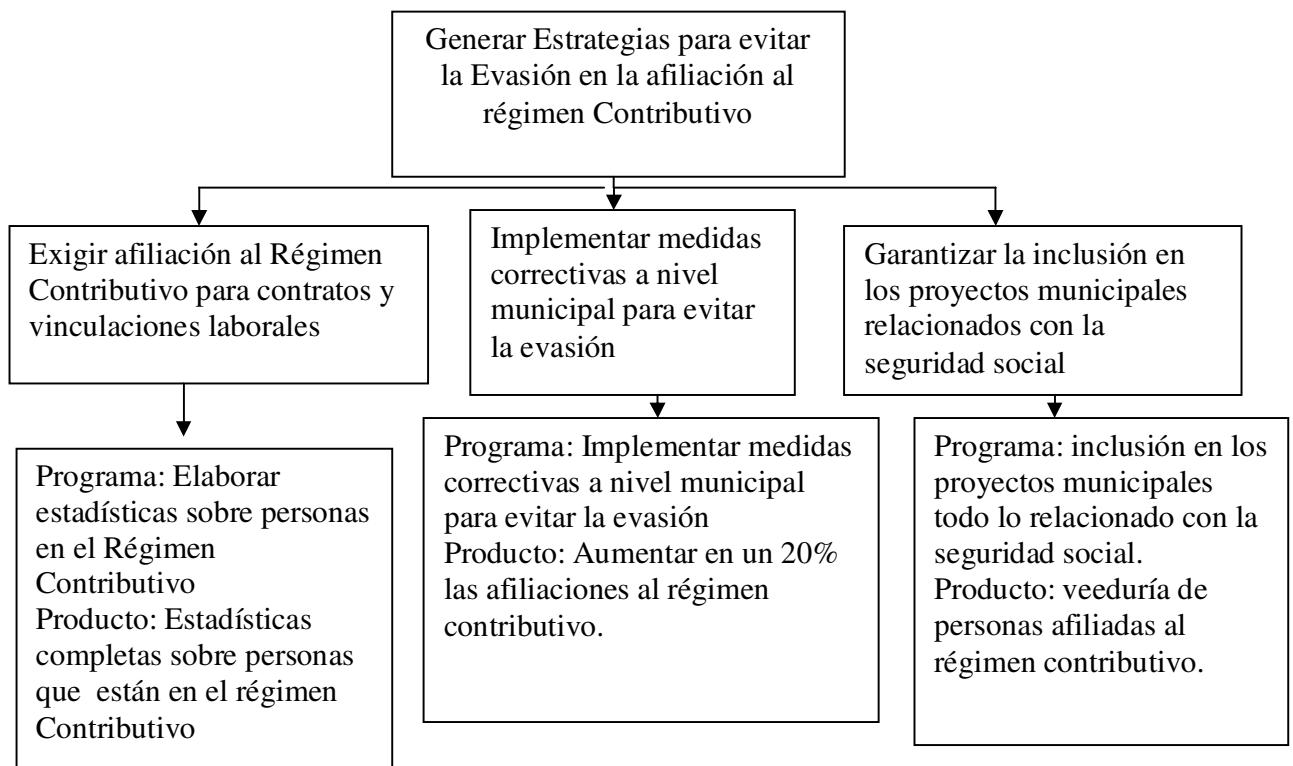 Generar Estrategias para evitar
la Evasión en la afiliación al
régimen Contributivo
Exigir afiliación al Régimen
Contributivo para contratos y
vinculaciones laborales
Implementar medidas
correctivas a nivel
municipal para evitar
la evasión
Garantizar la inclusión en
los proyectos municipales
relacionados con la
seguridad social
Programa: Elaborar
estadísticas sobre personas
en el Régimen
Contributivo
Producto: Estadísticas
completas sobre personas
que están en el régimen
Contributivo
Programa: Implementar medidas
correctivas a nivel municipal
para evitar la evasión
Producto: Aumentar en un 20%
las afiliaciones al régimen
contributivo.
Programa: inclusión en los
proyectos municipales
todo lo relacionado con la
seguridad social.
Producto: veeduría de
personas afiliadas al
régimen contributivo.